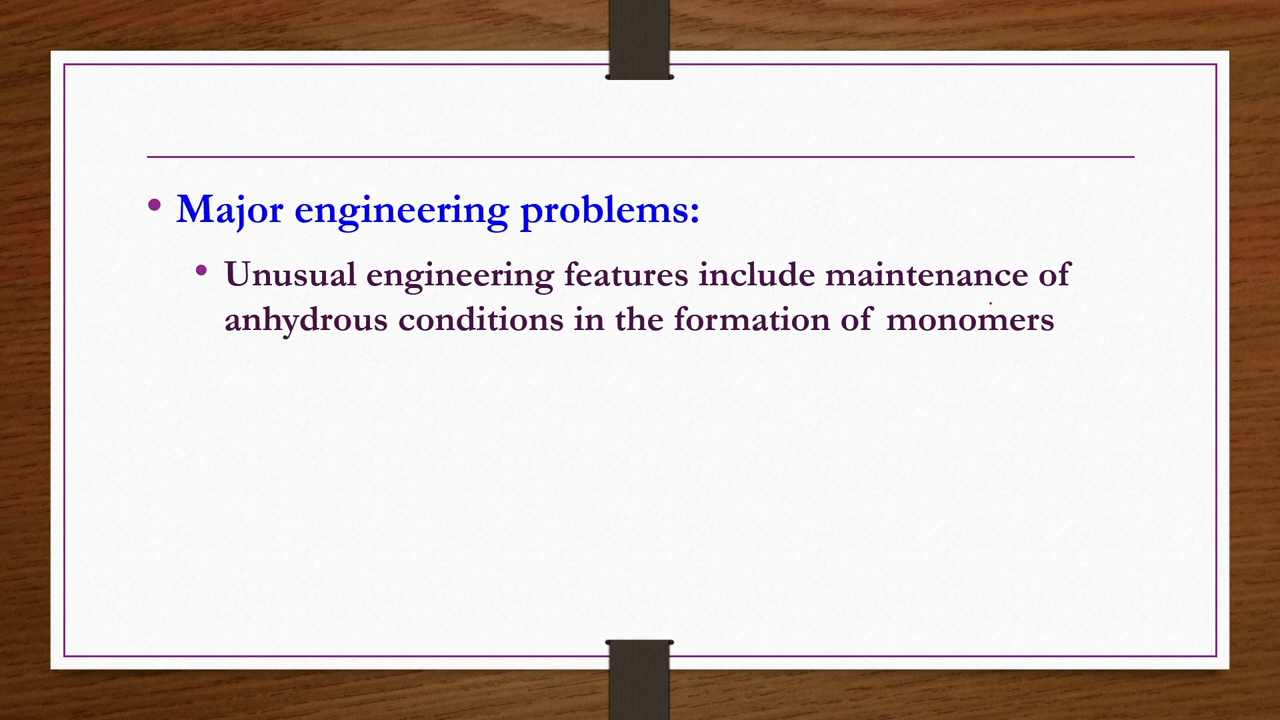 • Major engineering problems:
• Unusual engineering features include maintenance of
anhydrous conditions in the formation of monomers